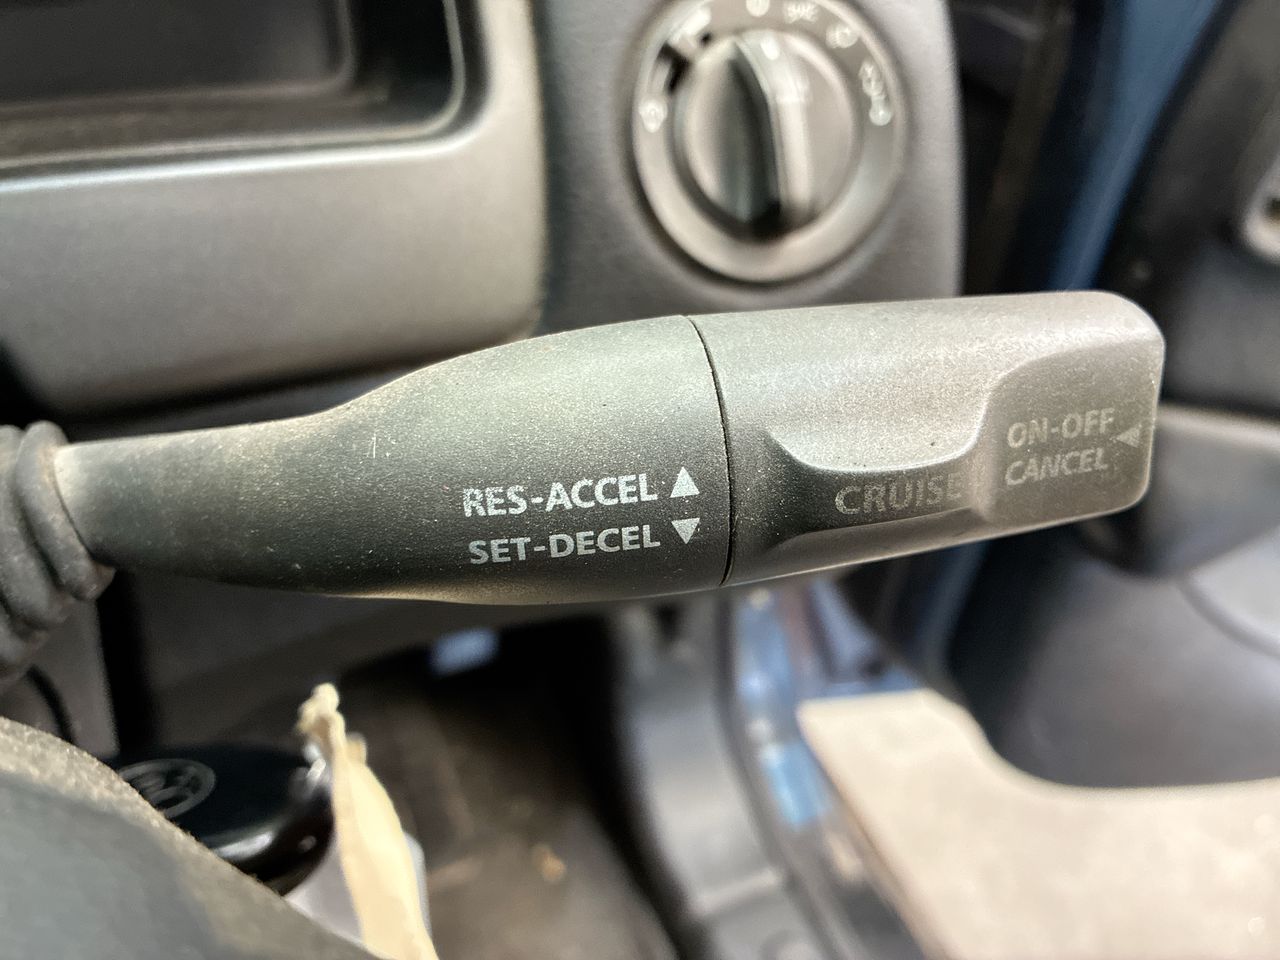 RES-ACCEL ▲
SET-DECEL ▼
CRUISE
ON-OFF
CANCEL